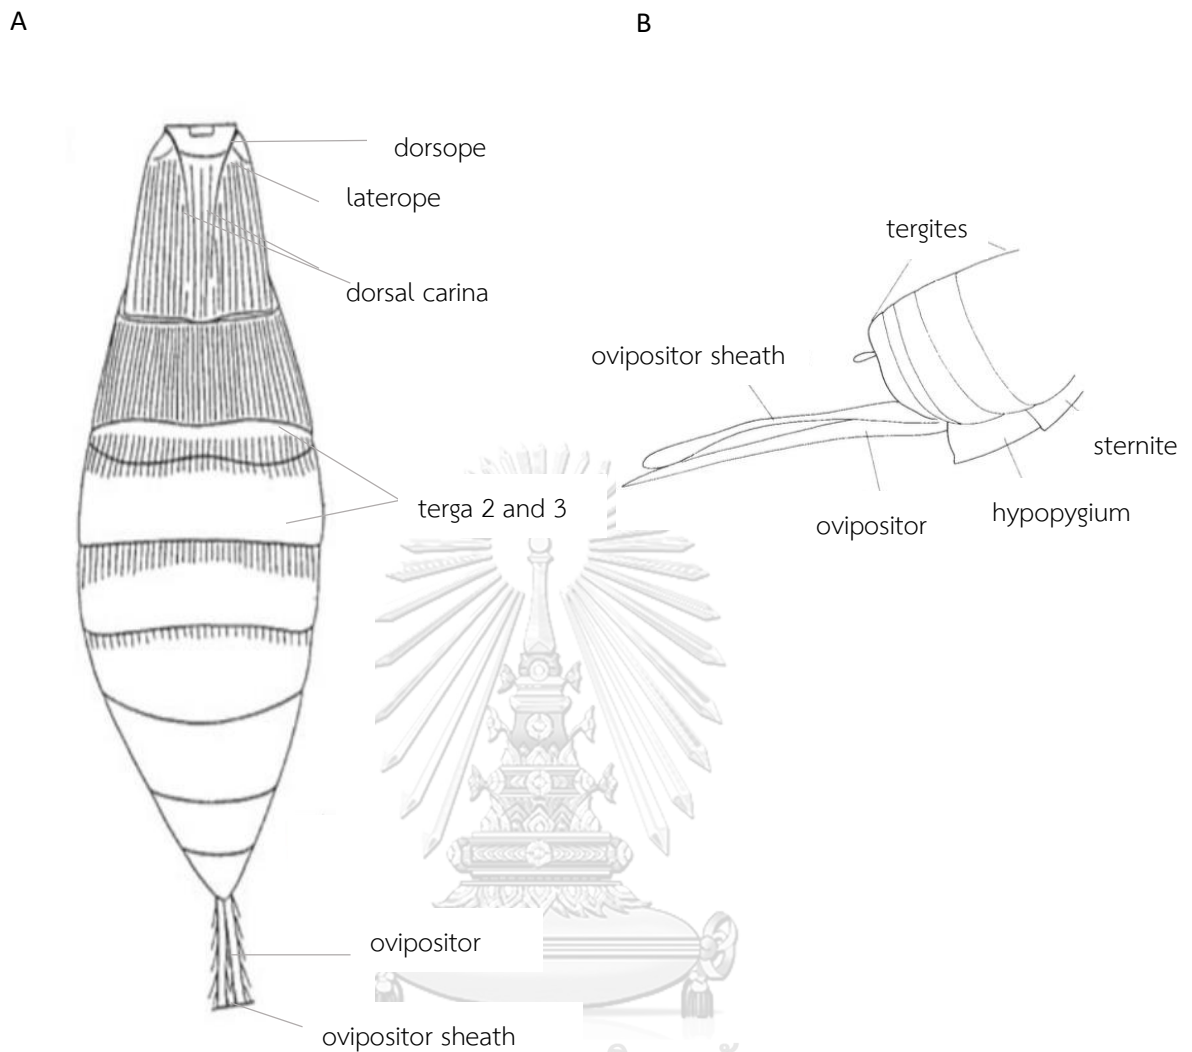 A
B
dorsope
laterope
dorsal carina
terga 2 and 3
ovipositor
ovipositor sheath
tergites
ovipositor sheath
sternite
hypopygium
ovipositor